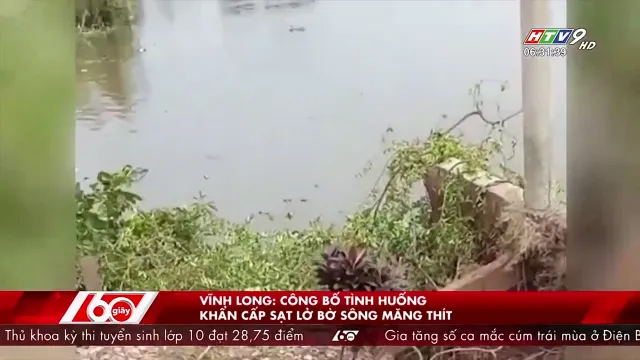 HTV9 HD
06:31:39
60 giây
VĨNH LONG: CÔNG BỐ TÌNH HUỐNG
KHẨN CẤP SẠT LỞ BỜ SÔNG MĂNG THÍT
Thủ khoa kỳ thi tuyển sinh lớp 10 đạt 28,75 điểm
Gia tăng số ca mắc cúm trái mùa ở Điện B